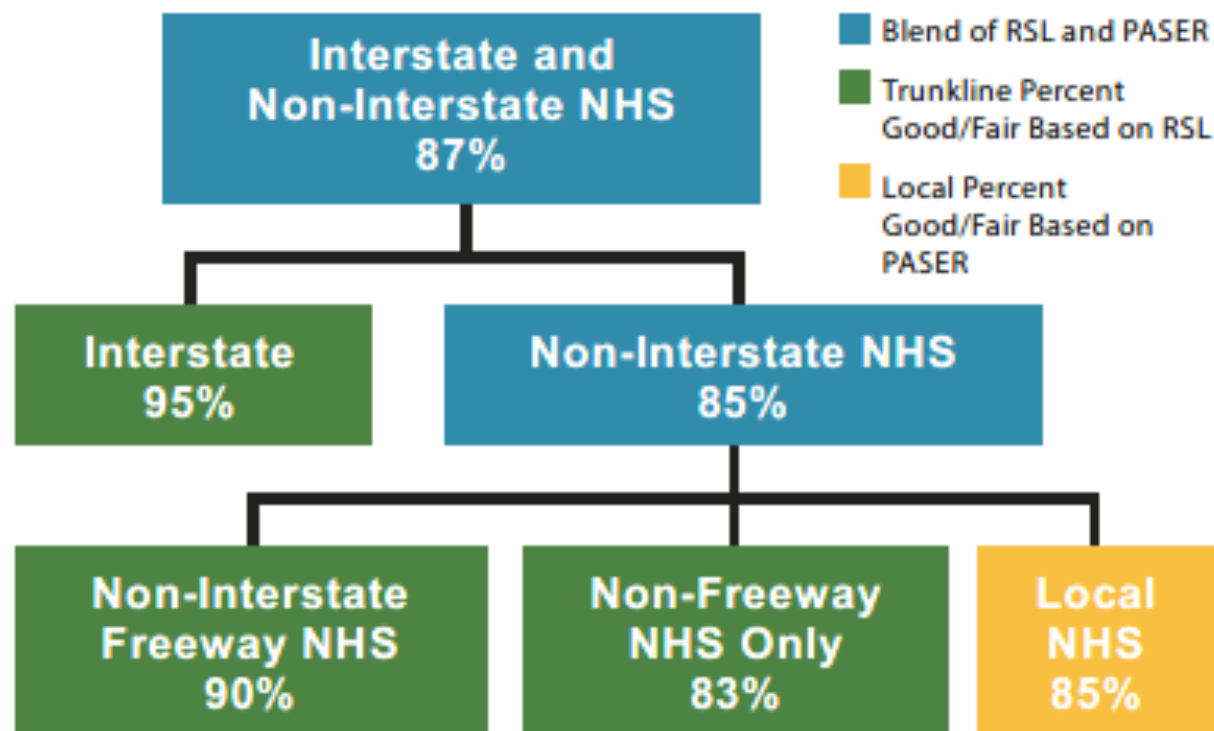 Interstate and
Non-Interstate NHS
87%
Blend of RSL and PASER
Trunkline Percent
Good/Fair Based on RSL
Local Percent
Good/Fair Based on
PASER
Interstate
95%
Non-Interstate NHS
85%
Non-Interstate
Freeway NHS
90%
Non-Freeway
NHS Only
83%
Local
NHS
85%